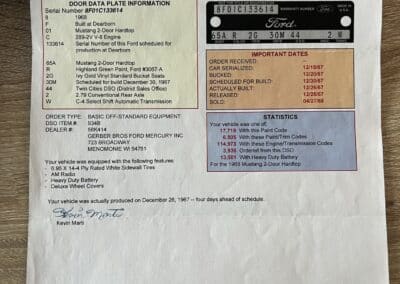 DOOR DATA PLATE INFORMATION
Serial Number 8F01C133614
8 1968
F Built at Dearborn
01 Mustang 2-Door Hardtop
C 289-2V V-8 Engine
133614 Serial Number of this Ford scheduled for
production at Dearborn
65A Mustang 2-Door Hardtop
R Highland Green Paint, Ford #3067-A
2G Ivy Gold Vinyl Standard Bucket Seats
30M Scheduled for build December 30, 1967
44 Twin Cities DSO (District Sales Office)
2 2.79 Conventional Rear Axle
W C-4 Select Shift Automatic Transmission
8F01C133614
WARRANTY NUMBER
MADE IN
U.S.A.
Ford
65A R 2G 30M 44 2 W
IMPORTANT DATES
ORDER RECEIVED:
CAR SERIALIZED: 12/15/67
BUCKED: 12/20/67
SCHEDULED FOR BUILD: 12/30/67
ACTUALLY BUILT: 12/26/67
RELEASED: 12/28/67
SOLD: 04/27/68
ORDER TYPE: BASIC OFF-STANDARD EQUIPMENT
DSO ITEM #: 934B
DEALER #: 56K414
GERBER BROS FORD MERCURY INC
723 BROADWAY
MENOMONIE WI 54751
Your vehicle was equipped with the following features:
- 6.95 X 14-4 Ply Rated White Sidewall Tires
- AM Radio
- Heavy Duty Battery
- Deluxe Wheel Covers
STATISTICS
Your vehicle was one of:
17,719 With this Paint Code
With these Paint/Trim Codes
114,973 With these Engine/Transmission Codes
Ordered from this DSO
With Heavy Duty Battery
For the 1968 Mustang 2-Door Hardtop
Your vehicle was actually produced on December 26, 1967 -- four days ahead of schedule.
Kevin Marti
Kevin Marti